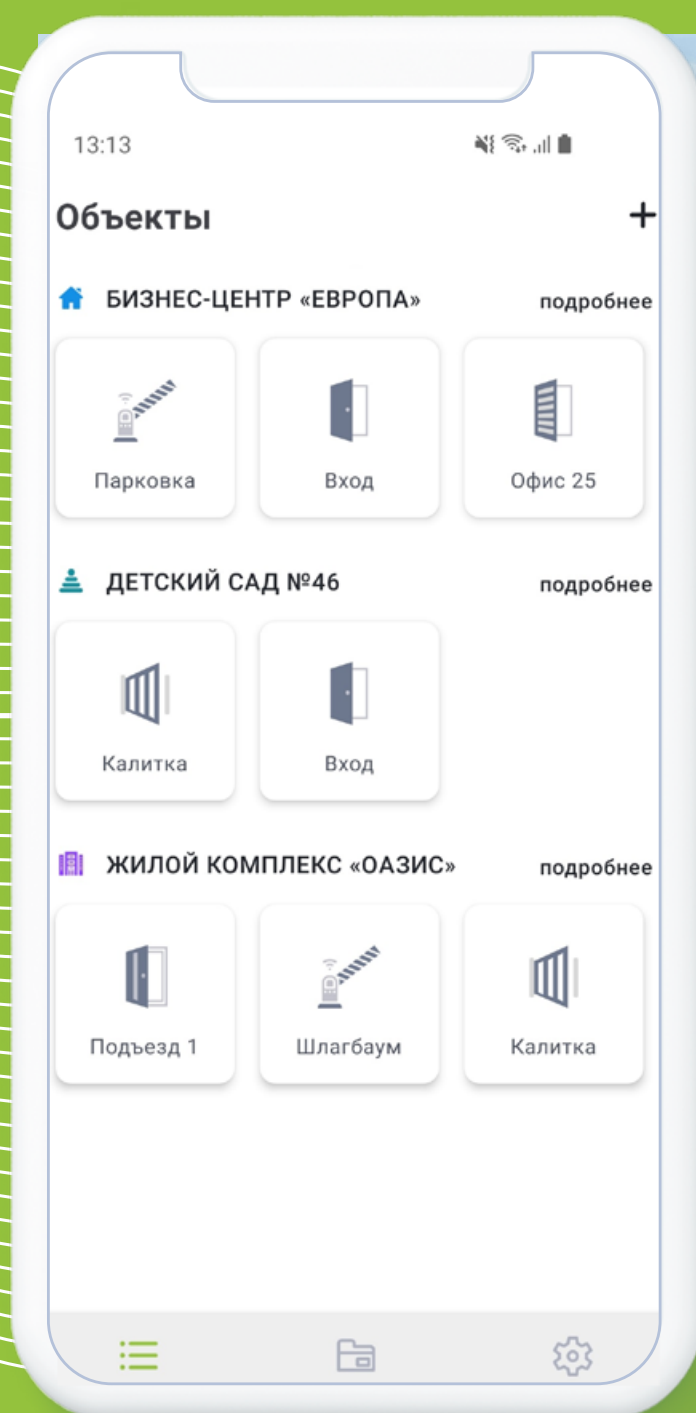 13:13
Объекты +
БИЗНЕС-ЦЕНТР «ЕВРОПА» подробнее
Парковка Вход Офис 25
ДЕТСКИЙ САД №46 подробнее
Калитка Вход
ЖИЛОЙ КОМПЛЕКС «ОАЗИС» подробнее
Подъезд 1 Шлагбаум Калитка